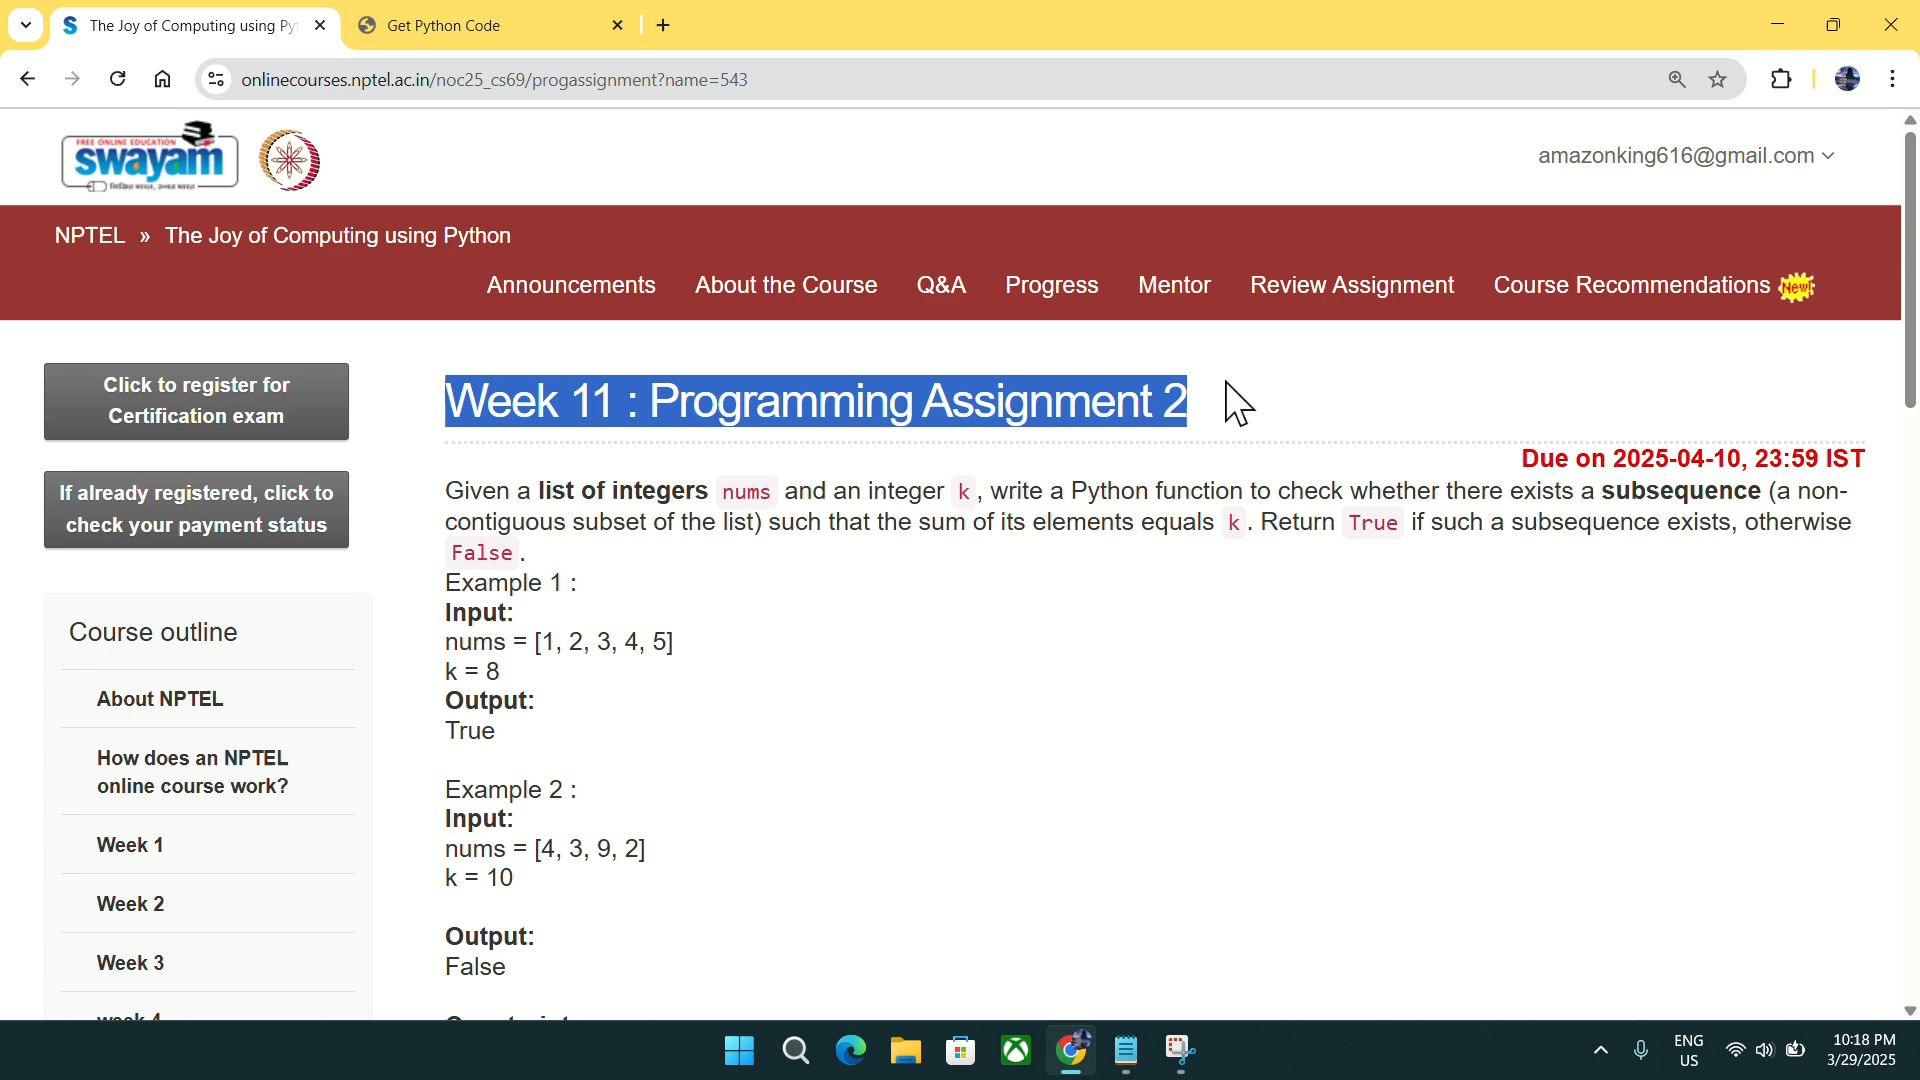 The Joy of Computing using Py
Get Python Code
onlinecourses.nptel.ac.in/noc25_cs69/progassignment?name=543
FREE ONLINE EDUCATION
swayam
amazonking616@gmail.com
NPTEL » The Joy of Computing using Python
Announcements About the Course Q&A Progress Mentor Review Assignment Course Recommendations New!
Click to register for
Certification exam
If already registered, click to
check your payment status
Course outline
About NPTEL
How does an NPTEL
online course work?
Week 1
Week 2
Week 3
week 4
Week 11 : Programming Assignment 2
Due on 2025-04-10, 23:59 IST
Given a list of integers nums and an integer k, write a Python function to check whether there exists a subsequence (a non-
contiguous subset of the list) such that the sum of its elements equals k. Return True if such a subsequence exists, otherwise
False.
Example 1 :
Input:
nums = [1, 2, 3, 4, 5]
k = 8
Output:
True
Example 2 :
Input:
nums = [4, 3, 9, 2]
k = 10
Output:
False
ENG
US
10:18 PM
3/29/2025